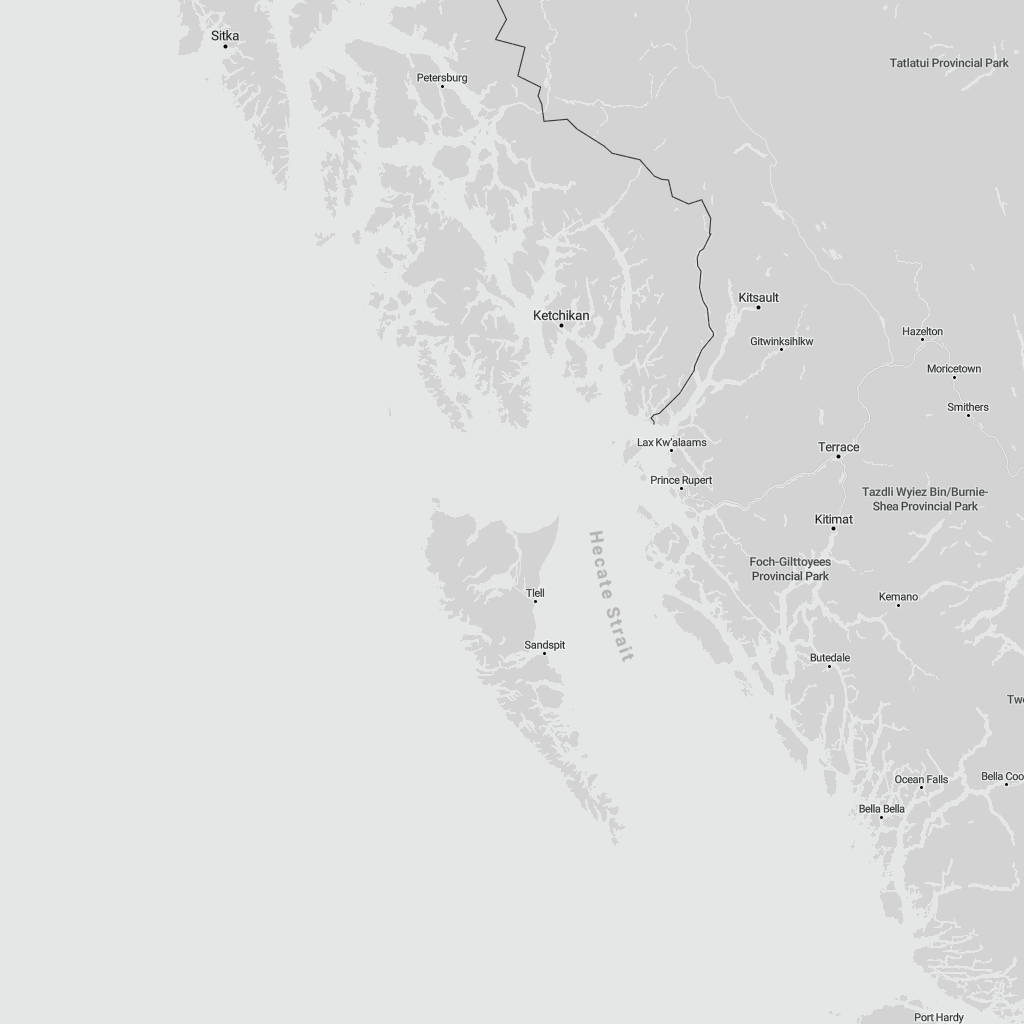 Sitka
Tatlatui Provincial Park
Petersburg
Kitsault
Ketchikan
Hazelton
Gitwinksihlkw
Moricetown
Smithers
Lax Kw'alaams
Terrace
Prince Rupert
Tazdli Wyiez Bin/Burnie-
Shea Provincial Park
Kitimat
Hecate Strait
Foch-Gilttoyees
Provincial Park
Tlell
Kemano
Sandspit
Butedale
Twe
Ocean Falls
Bella Coo
Bella Bella
Port Hardy